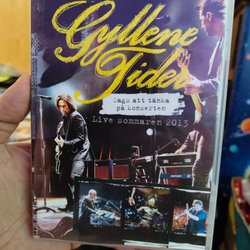 Gyllene
Tider
Dags att tänka
på konserten
Live sommaren 2013